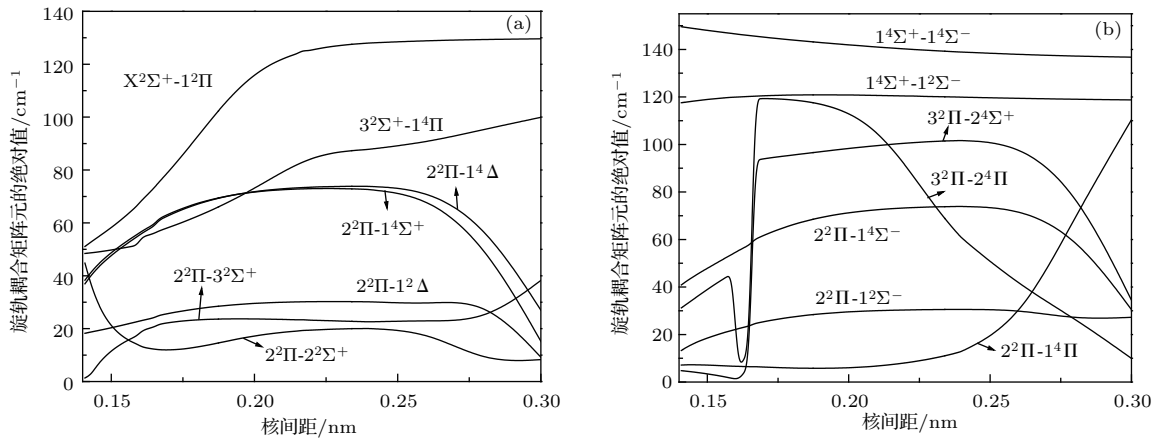 (a)
旋轨耦合矩阵元的绝对值/cm⁻¹
140
120
100
80
60
40
20
0
X²Σ⁺-1²Π
3²Σ⁺-1⁴Π
2²Π-1⁴Δ
2²Π-1⁴Σ⁺
2²Π-3²Σ⁺
2²Π-1²Δ
2²Π-2²Σ⁺
0.15
0.20
0.25
0.30
核间距/nm
(b)
旋轨耦合矩阵元的绝对值/cm⁻¹
140
120
100
80
60
40
20
0
1⁴Σ⁺-1⁴Σ⁻
1⁴Σ⁺-1²Σ⁻
3²Π-2⁴Σ⁺
3²Π-2⁴Π
2²Π-1⁴Σ⁻
2²Π-1²Σ⁻
2²Π-1⁴Π
0.15
0.20
0.25
0.30
核间距/nm